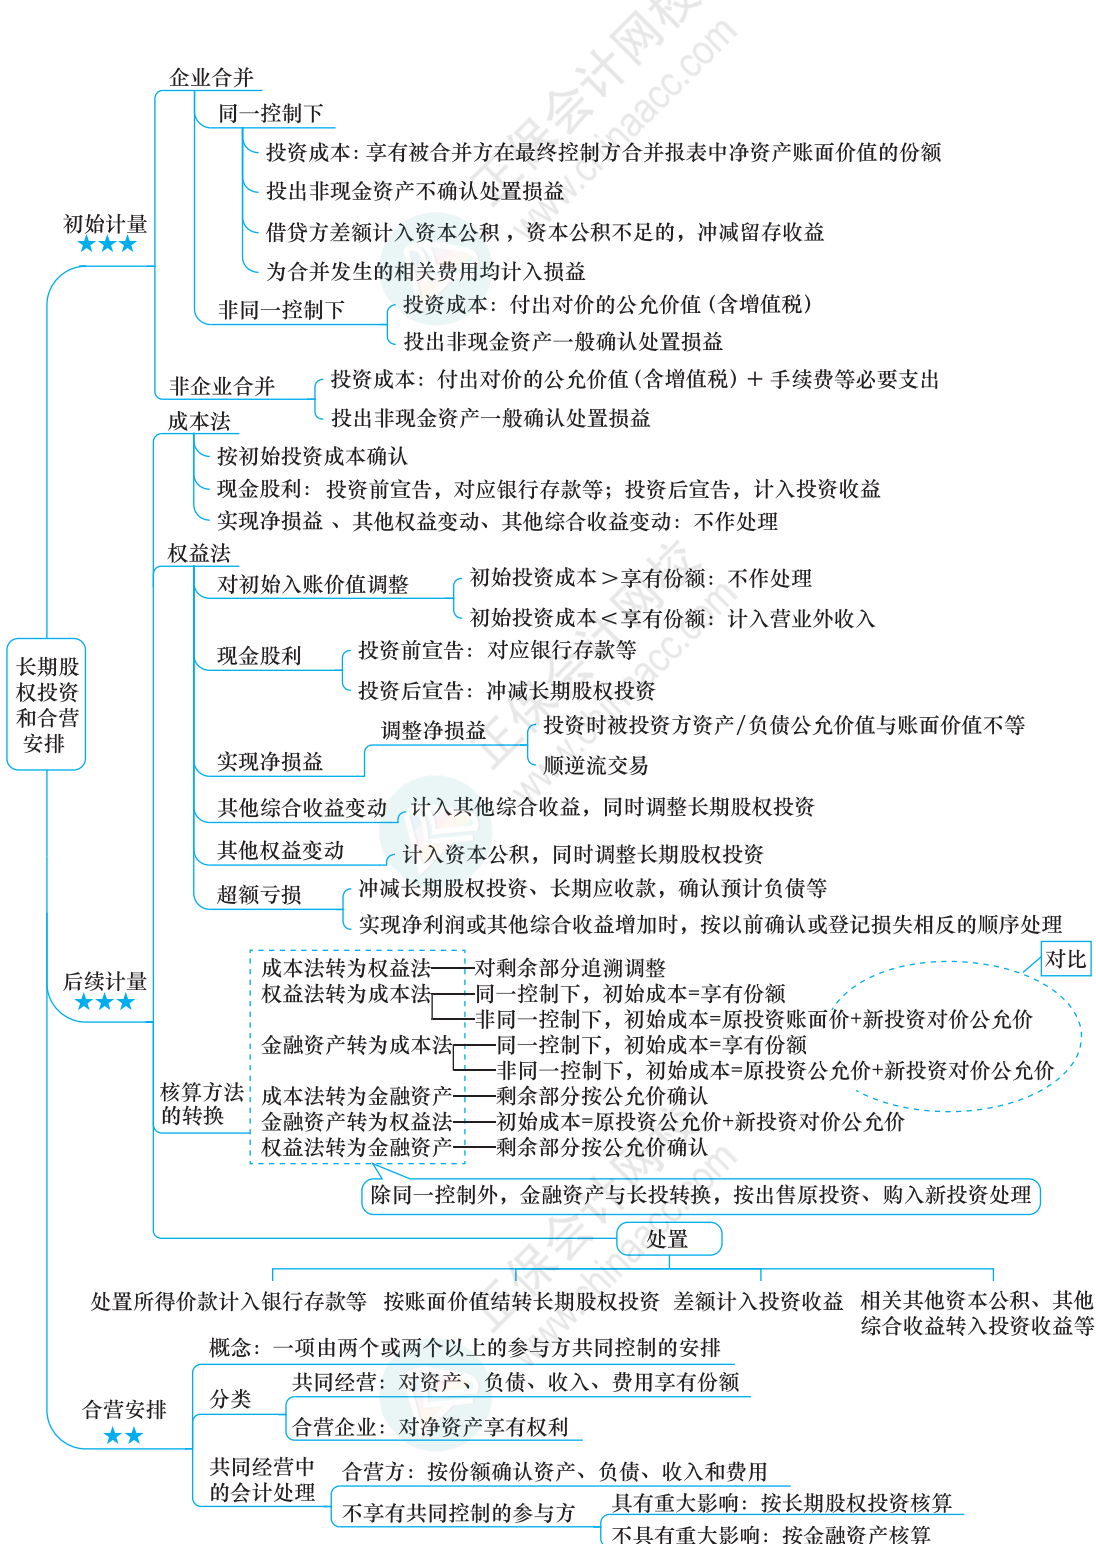 企业合并
同一控制下
投资成本：享有被合并方在最终控制方合并报表中净资产账面价值的份额
投出非现金资产不确认处置损益
初始计量
★★★
借贷方差额计入资本公积，资本公积不足的，冲减留存收益
为合并发生的相关费用均计入损益
非同一控制下
投资成本：付出对价的公允价值（含增值税）
投出非现金资产一般确认处置损益
非企业合并
投资成本：付出对价的公允价值（含增值税）＋手续费等必要支出
投出非现金资产一般确认处置损益
成本法
按初始投资成本确认
现金股利：投资前宣告，对应银行存款等；投资后宣告，计入投资收益
实现净损益、其他权益变动、其他综合收益变动：不作处理
权益法
对初始入账价值调整
初始投资成本＞享有份额：不作处理
初始投资成本＜享有份额：计入营业外收入
长期股
权投资
和合营
安排
现金股利
投资前宣告：对应银行存款等
投资后宣告：冲减长期股权投资
调整净损益
投资时被投资方资产/负债公允价值与账面价值不等
实现净损益
顺逆流交易
其他综合收益变动
计入其他综合收益，同时调整长期股权投资
其他权益变动
计入资本公积，同时调整长期股权投资
超额亏损
冲减长期股权投资、长期应收款，确认预计负债等
实现净利润或其他综合收益增加时，按以前确认或登记损失相反的顺序处理
后续计量
★★★
对比
成本法转为权益法——对剩余部分追溯调整
权益法转为成本法——同一控制下，初始成本=享有份额
非同一控制下，初始成本=原投资账面价+新投资对价公允价
金融资产转为成本法——同一控制下，初始成本=享有份额
非同一控制下，初始成本=原投资公允价+新投资对价公允价
核算方法
的转换
成本法转为金融资产——剩余部分按公允价确认
金融资产转为权益法——初始成本=原投资公允价+新投资对价公允价
权益法转为金融资产——剩余部分按公允价确认
除同一控制外，金融资产与长投转换，按出售原投资、购入新投资处理
处置
处置所得价款计入银行存款等
按账面价值结转长期股权投资
差额计入投资收益
相关其他资本公积、其他
综合收益转入投资收益等
概念：一项由两个或两个以上的参与方共同控制的安排
合营安排
★★
分类
共同经营：对资产、负债、收入、费用享有份额
合营企业：对净资产享有权利
共同经营中
的会计处理
合营方：按份额确认资产、负债、收入和费用
不享有共同控制的参与方
具有重大影响：按长期股权投资核算
不具有重大影响：按金融资产核算
正保会计网校
www.chinaacc.com
正保会计网校
www.chinaacc.com
正保会计网校
www.chinaacc.com